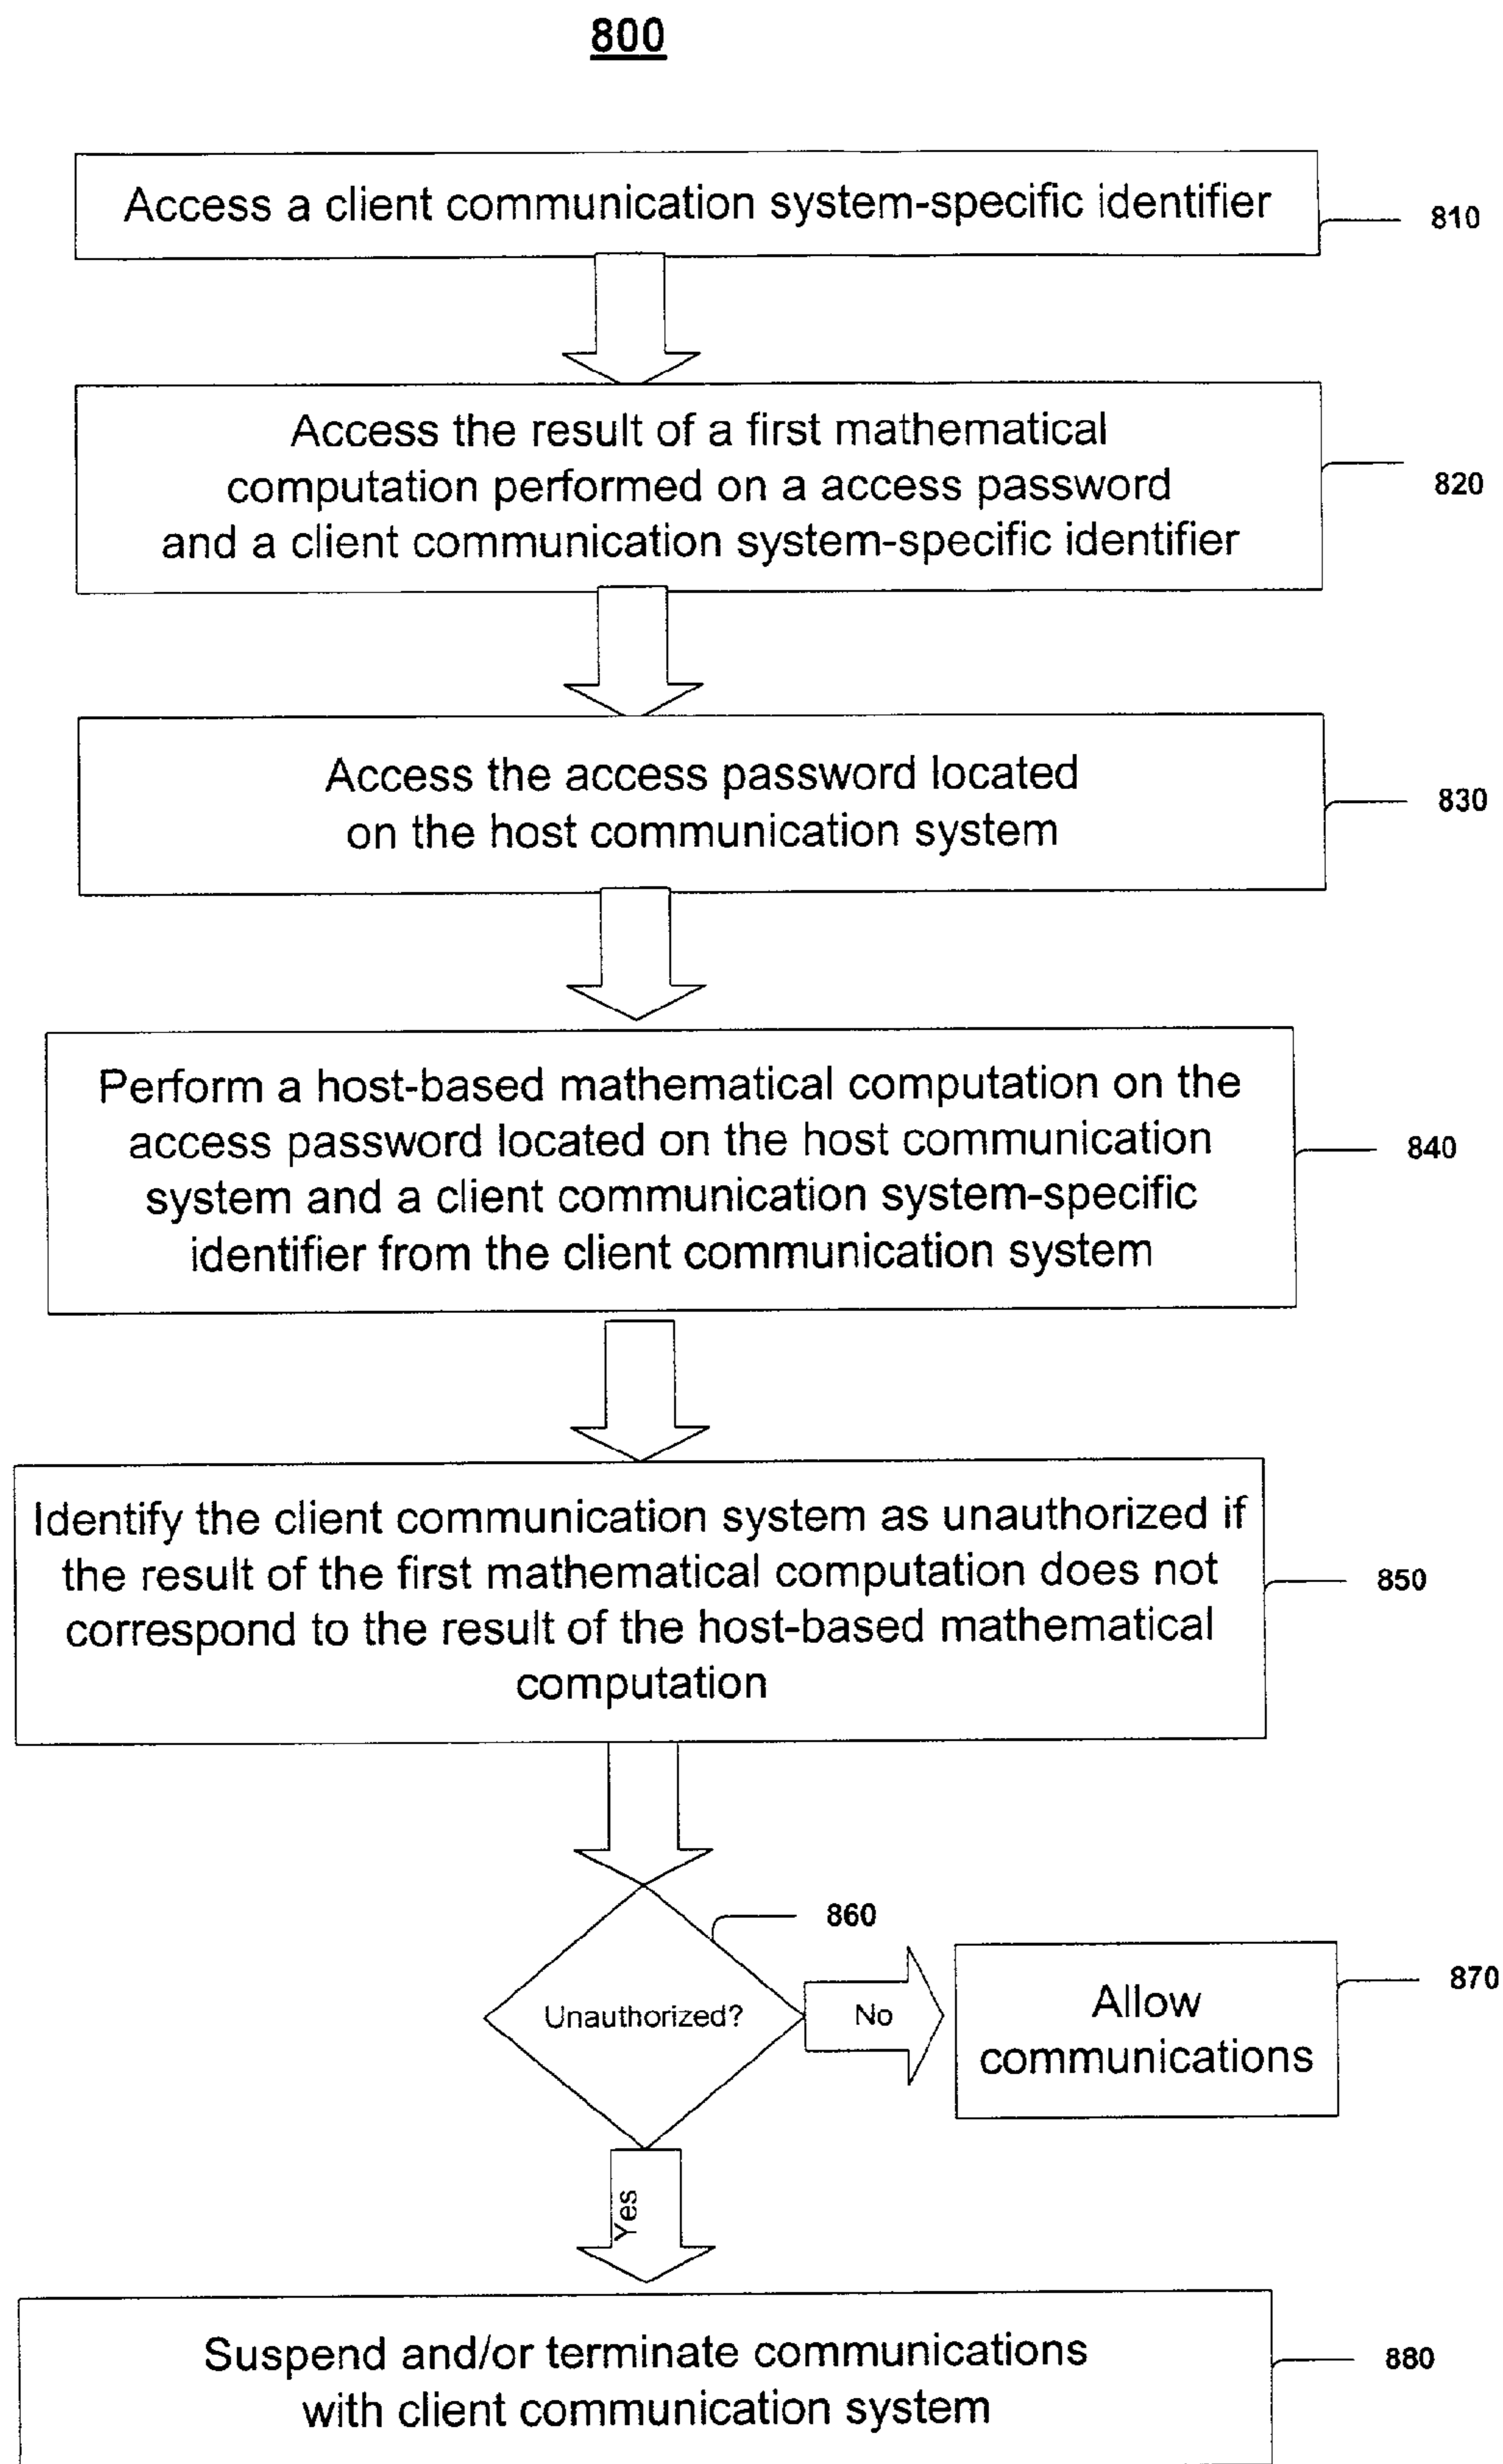 800
Access a client communication system-specific identifier
810
Access the result of a first mathematical
computation performed on a access password
and a client communication system-specific identifier
820
Access the access password located
on the host communication system
830
Perform a host-based mathematical computation on the
access password located on the host communication
system and a client communication system-specific
identifier from the client communication system
840
Identify the client communication system as unauthorized if
the result of the first mathematical computation does not
correspond to the result of the host-based mathematical
computation
850
860
Unauthorized?
No
Allow
communications
870
Yes
Suspend and/or terminate communications
with client communication system
880